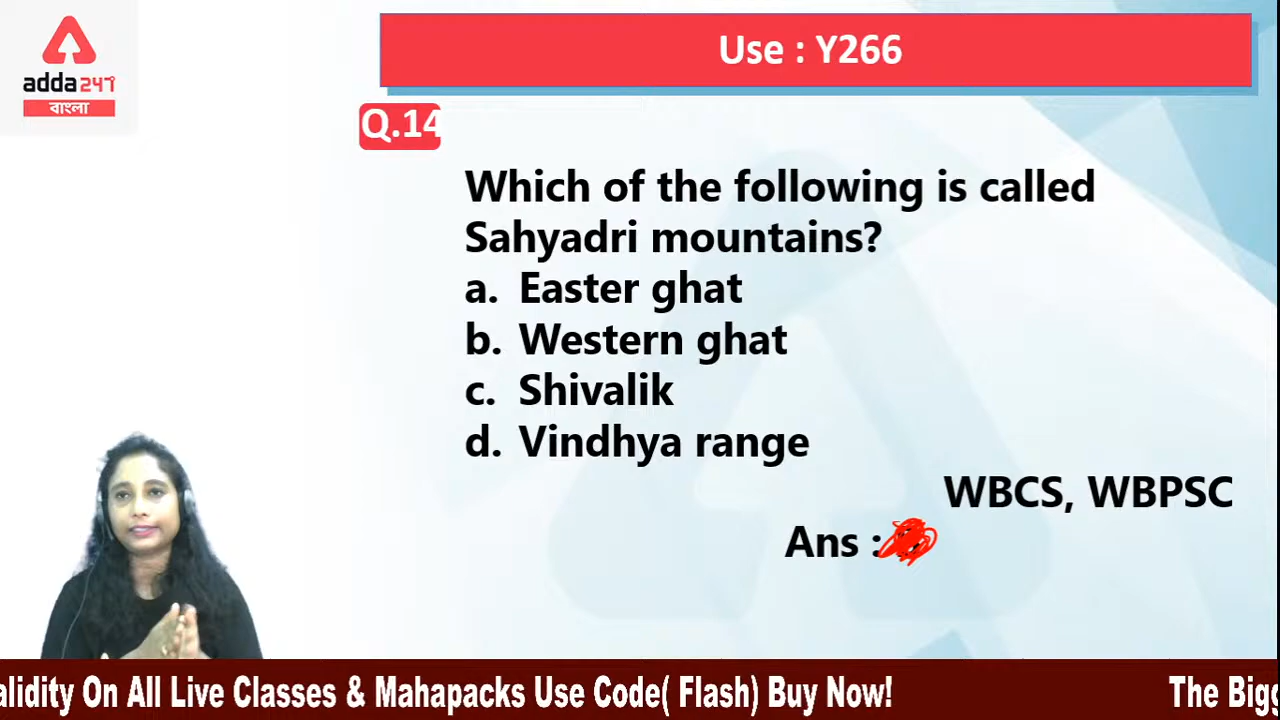 adda247
বাংলা
Use : Y266
Q.14
Which of the following is called
Sahyadri mountains?
a. Easter ghat
b. Western ghat
c. Shivalik
d. Vindhya range
WBCS, WBPSC
Ans :
alidity On All Live Classes & Mahapacks Use Code( Flash) Buy Now! The Bigg